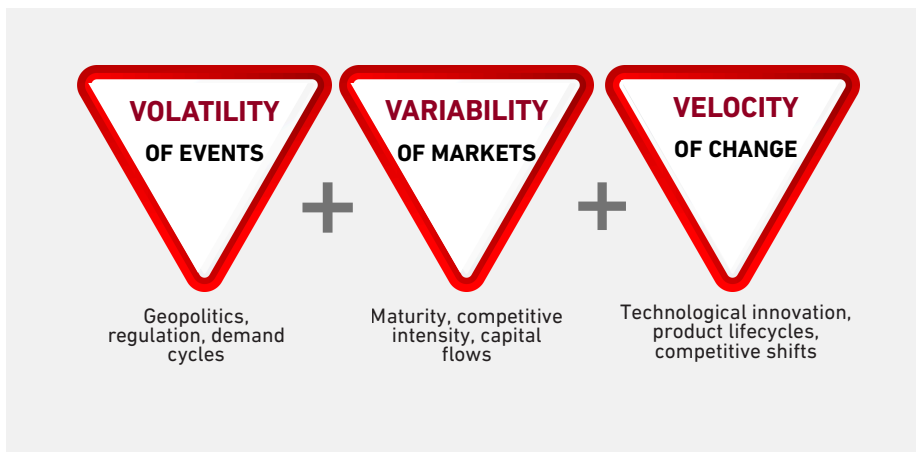 VOLATILITY
OF EVENTS
VARIABILITY
OF MARKETS
VELOCITY
OF CHANGE
+
+
Geopolitics,
regulation, demand
cycles
Maturity, competitive
intensity, capital
flows
Technological innovation,
product lifecycles,
competitive shifts